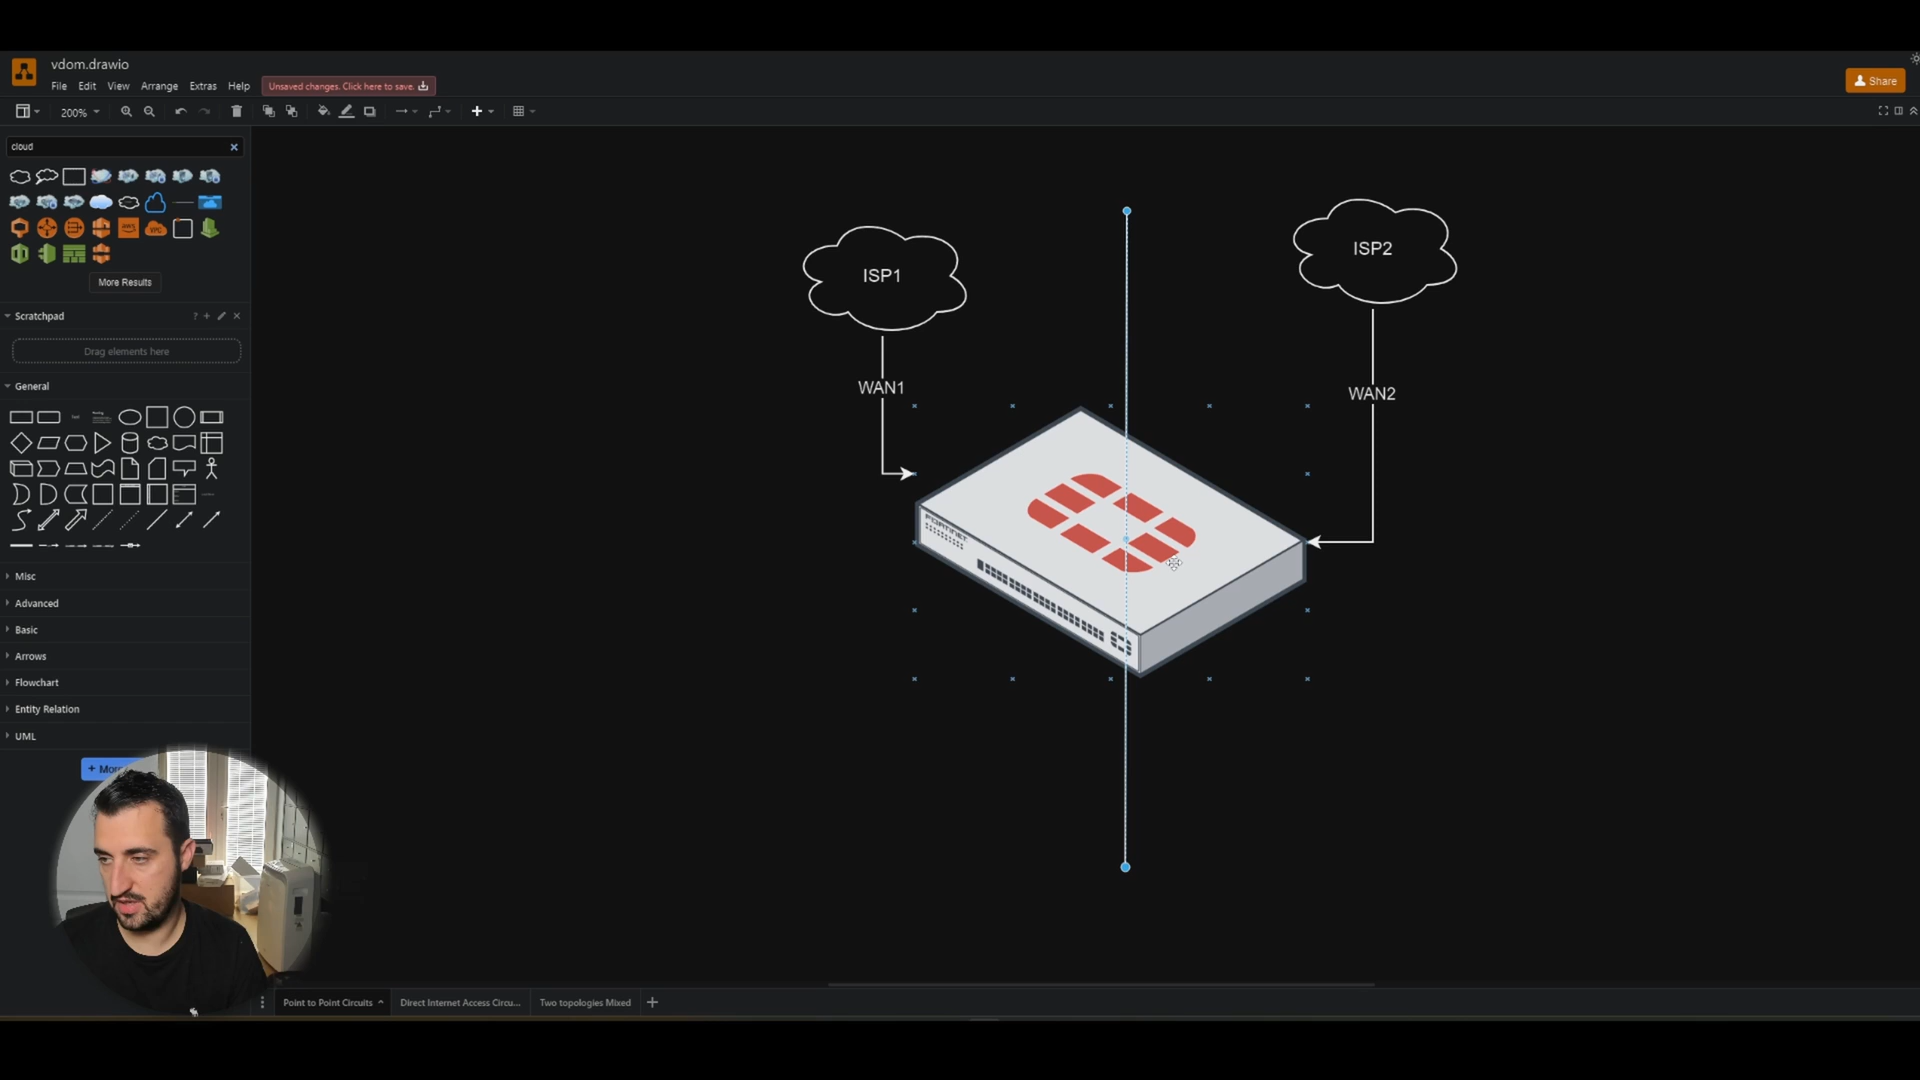 vdom.drawio
File Edit View Arrange Extras Help Unsaved changes. Click here to save.
Share
200%
cloud
More Results
Scratchpad
?
Drag elements here
General
Misc
Advanced
Basic
Arrows
Flowchart
Entity Relation
UML
+ More
ISP1
ISP2
WAN1
WAN2
FORTINET
Point to Point Circuits
Direct Internet Access Circu...
Two topologies Mixed